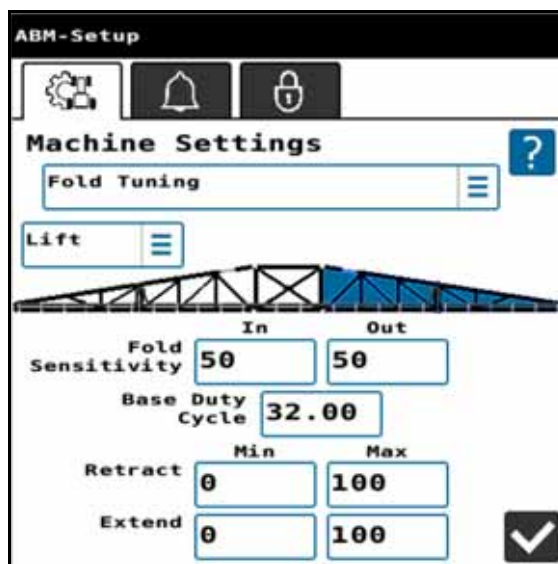 ABM-Setup
Machine Settings
?
Fold Tuning
Lift
In Out
Fold Sensitivity 50 50
Base Duty Cycle 32.00
Min Max
Retract 0 100
Extend 0 100